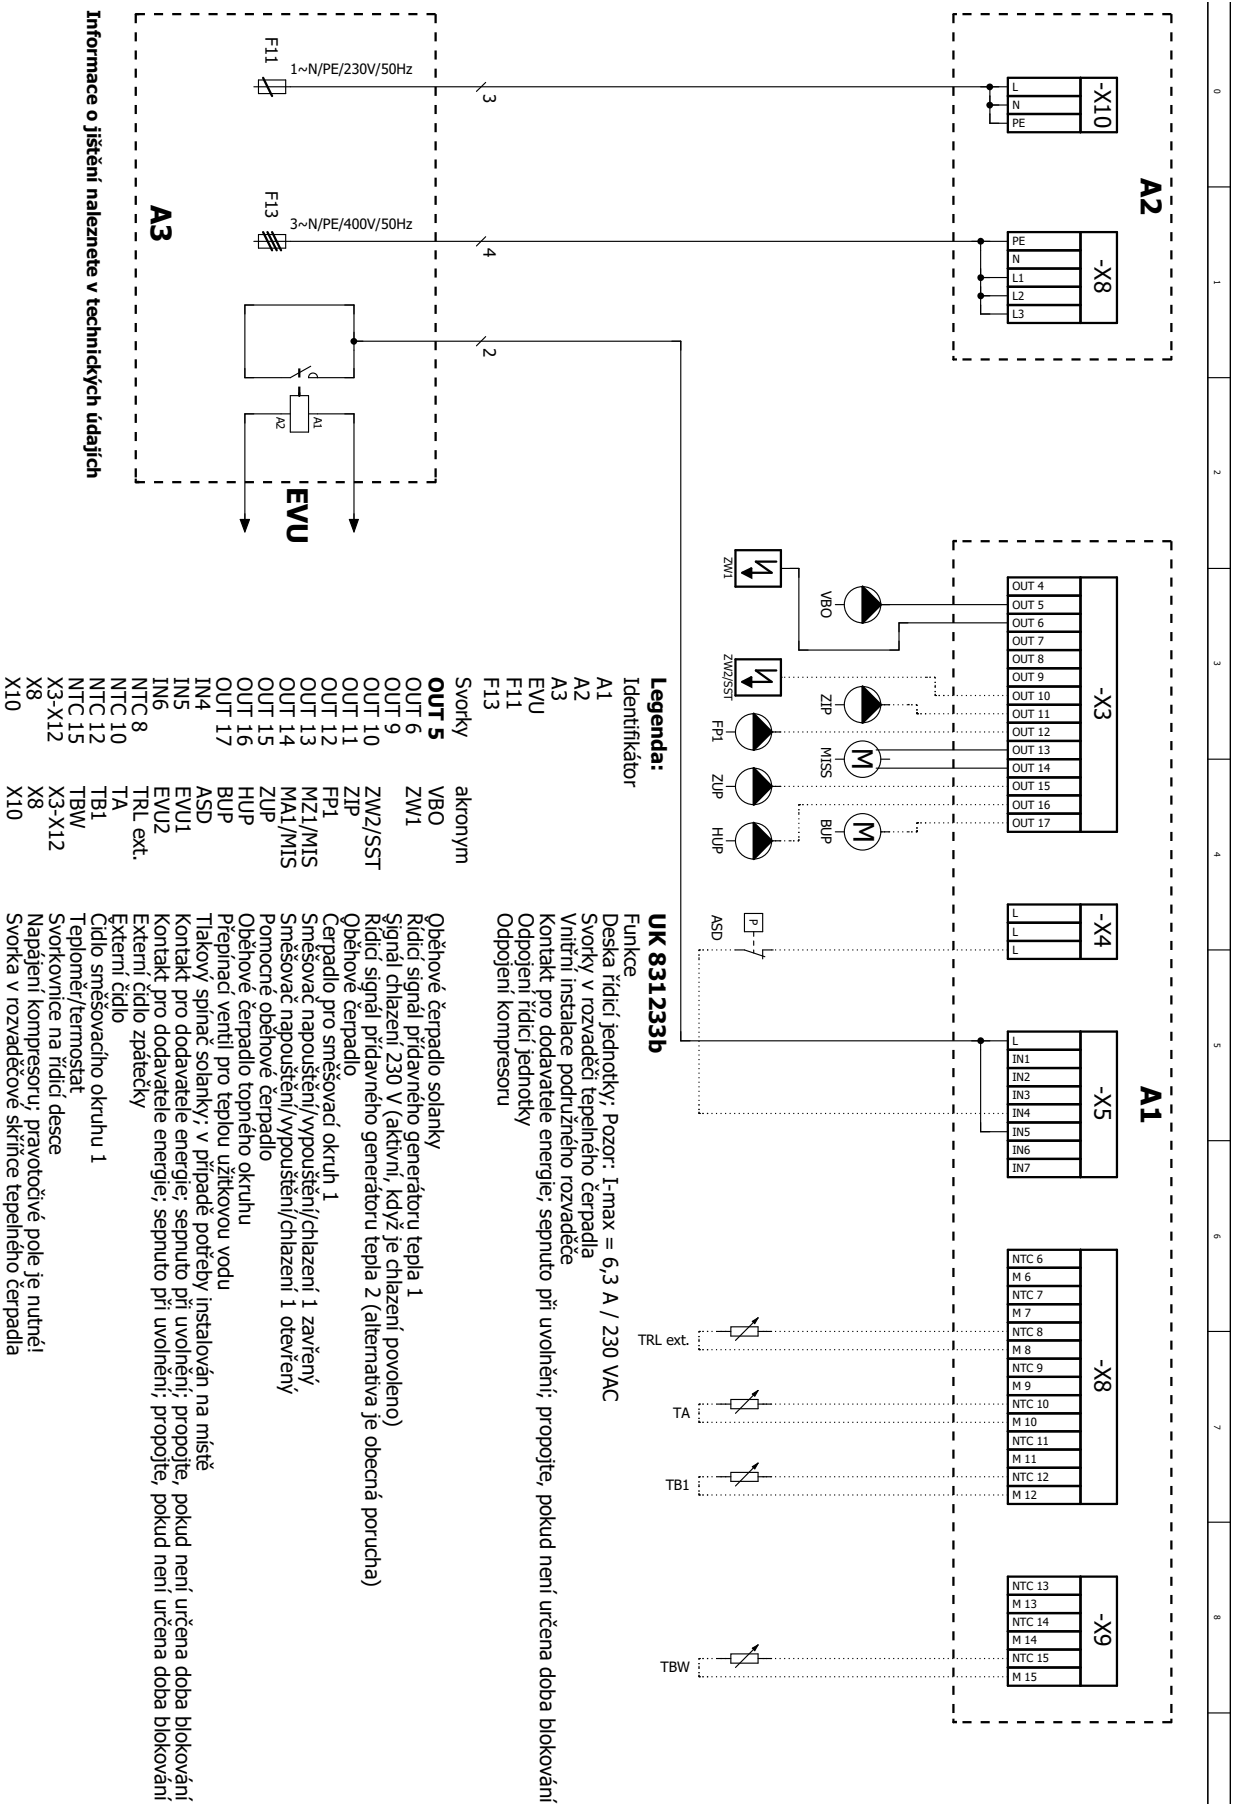 0
1
2
3
4
5
6
7
8
A2
A1
-X10
L
N
PE
-X8
PE
N
L1
L2
L3
-X3
OUT 4
OUT 5
OUT 6
OUT 7
OUT 8
OUT 9
OUT 10
OUT 11
OUT 12
OUT 13
OUT 14
OUT 15
OUT 16
OUT 17
-X4
L
L
L
-X5
L
IN1
IN2
IN3
IN4
IN5
IN6
IN7
-X8
NTC 6
M 6
NTC 7
M 7
NTC 8
M 8
NTC 9
M 9
NTC 10
M 10
NTC 11
M 11
NTC 12
M 12
-X9
NTC 13
M 13
NTC 14
M 14
NTC 15
M 15
ZW1
VBO
ZW2/SST
ZIP
FP1
M
MISS
ZUP
M
BUP
HUP
P
ASD
TRL ext.
TA
TB1
TBW
3
4
2
F11
1~N/PE/230V/50Hz
F13
3~N/PE/400V/50Hz
A1
A2
A3
EVU
Informace o jištění naleznete v technických údajích
Legenda: UK 831233b
Identifikátor Funkce
A1 Deska řídicí jednotky; Pozor: I-max = 6,3 A / 230 VAC
A2 Svorky v rozvaděči tepelného čerpadla
A3 Vnitřní instalace podružného rozvaděče
EVU Kontakt pro dodavatele energie; sepnuto při uvolnění; propojte, pokud není určena doba blokování
F11 Odpojení řídicí jednotky
F13 Odpojení kompresoru
Svorky akronym
OUT 5 VBO Oběhové čerpadlo solanky
OUT 6 ZW1 Řídicí signál přídavného generátoru tepla 1
OUT 9 Signál chlazení 230 V (aktivní, když je chlazení povoleno)
OUT 10 ZW2/SST Řídicí signál přídavného generátoru tepla 2 (alternativa je obecná porucha)
OUT 11 ZIP Oběhové čerpadlo
OUT 12 FP1 Čerpadlo pro směšovací okruh 1
OUT 13 MZ1/MIS Směšovač napouštění/vypouštění/chlazení 1 zavřený
OUT 14 MA1/MIS Směšovač napouštění/vypouštění/chlazení 1 otevřený
OUT 15 ZUP Pomocné oběhové čerpadlo
OUT 16 HUP Oběhové čerpadlo topného okruhu
OUT 17 BUP Přepínací ventil pro teplou užitkovou vodu
IN4 ASD Tlakový spínač solanky; v případě potřeby instalován na místě
IN5 EVU1 Kontakt pro dodavatele energie; sepnuto při uvolnění; propojte, pokud není určena doba blokování
IN6 EVU2 Kontakt pro dodavatele energie; sepnuto při uvolnění; propojte, pokud není určena doba blokování
NTC 8 TRL ext. Externí čidlo zpátečky
NTC 10 TA Externí čidlo
NTC 12 TB1 Čidlo směšovacího okruhu 1
NTC 15 TBW Teploměr/termostat
X3-X12 X3-X12 Svorkovnice na řídicí desce
X8 X8 Napájení kompresoru; pravotočivé pole je nutné!
X10 X10 Svorka v rozvaděčové skříňce tepelného čerpadla